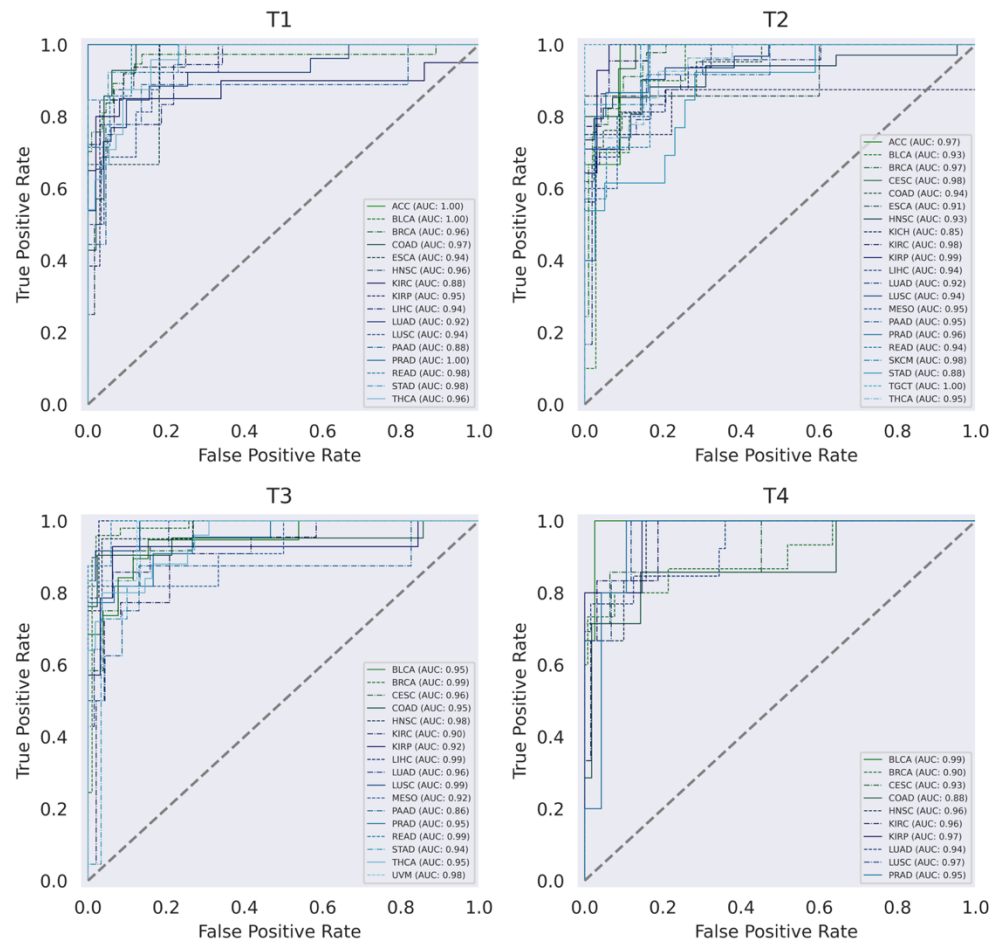 T1
True Positive Rate
1.0
0.8
0.6
0.4
0.2
0.0
ACC (AUC: 1.00)
BLCA (AUC: 1.00)
BRCA (AUC: 0.96)
COAD (AUC: 0.97)
ESCA (AUC: 0.94)
HNSC (AUC: 0.96)
KIRC (AUC: 0.88)
KIRP (AUC: 0.95)
LIHC (AUC: 0.94)
LUAD (AUC: 0.92)
LUSC (AUC: 0.94)
PAAD (AUC: 0.88)
PRAD (AUC: 1.00)
READ (AUC: 0.98)
STAD (AUC: 0.98)
THCA (AUC: 0.96)
0.0 0.2 0.4 0.6 0.8 1.0
False Positive Rate
T2
True Positive Rate
1.0
0.8
0.6
0.4
0.2
0.0
ACC (AUC: 0.97)
BLCA (AUC: 0.93)
BRCA (AUC: 0.97)
CESC (AUC: 0.98)
COAD (AUC: 0.94)
ESCA (AUC: 0.91)
HNSC (AUC: 0.93)
KICH (AUC: 0.85)
KIRC (AUC: 0.98)
KIRP (AUC: 0.99)
LIHC (AUC: 0.94)
LUAD (AUC: 0.92)
LUSC (AUC: 0.94)
MESO (AUC: 0.95)
PAAD (AUC: 0.95)
PRAD (AUC: 0.96)
READ (AUC: 0.94)
SKCM (AUC: 0.98)
STAD (AUC: 0.88)
TGCT (AUC: 1.00)
THCA (AUC: 0.95)
0.0 0.2 0.4 0.6 0.8 1.0
False Positive Rate
T3
True Positive Rate
1.0
0.8
0.6
0.4
0.2
0.0
BLCA (AUC: 0.95)
BRCA (AUC: 0.99)
CESC (AUC: 0.96)
COAD (AUC: 0.95)
HNSC (AUC: 0.98)
KIRC (AUC: 0.90)
KIRP (AUC: 0.92)
LIHC (AUC: 0.99)
LUAD (AUC: 0.96)
LUSC (AUC: 0.99)
MESO (AUC: 0.92)
PAAD (AUC: 0.86)
PRAD (AUC: 0.95)
READ (AUC: 0.99)
STAD (AUC: 0.94)
THCA (AUC: 0.95)
UVM (AUC: 0.98)
0.0 0.2 0.4 0.6 0.8 1.0
False Positive Rate
T4
True Positive Rate
1.0
0.8
0.6
0.4
0.2
0.0
BLCA (AUC: 0.99)
BRCA (AUC: 0.90)
CESC (AUC: 0.93)
COAD (AUC: 0.88)
HNSC (AUC: 0.96)
KIRC (AUC: 0.96)
KIRP (AUC: 0.97)
LUAD (AUC: 0.94)
LUSC (AUC: 0.97)
PRAD (AUC: 0.95)
0.0 0.2 0.4 0.6 0.8 1.0
False Positive Rate